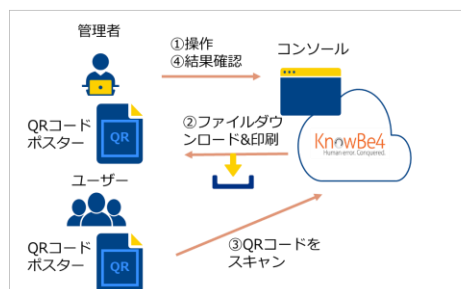 管理者
①操作
④結果確認
コンソール
QRコード
ポスター
QR
②ファイルダウ
ンロード&印刷
KnowBe4
Human error. Conquered.
ユーザー
QRコード
ポスター
QR
③QRコードを
スキャン